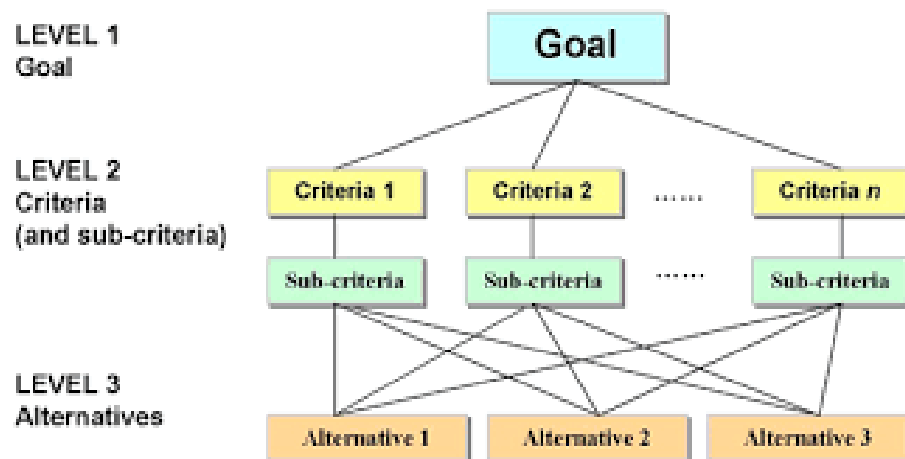 LEVEL 1
Goal
Goal
LEVEL 2
Criteria
(and sub-criteria)
Criteria 1
Criteria 2
......
Criteria n
Sub-criteria
Sub-criteria
......
Sub-criteria
LEVEL 3
Alternatives
Alternative 1
Alternative 2
Alternative 3